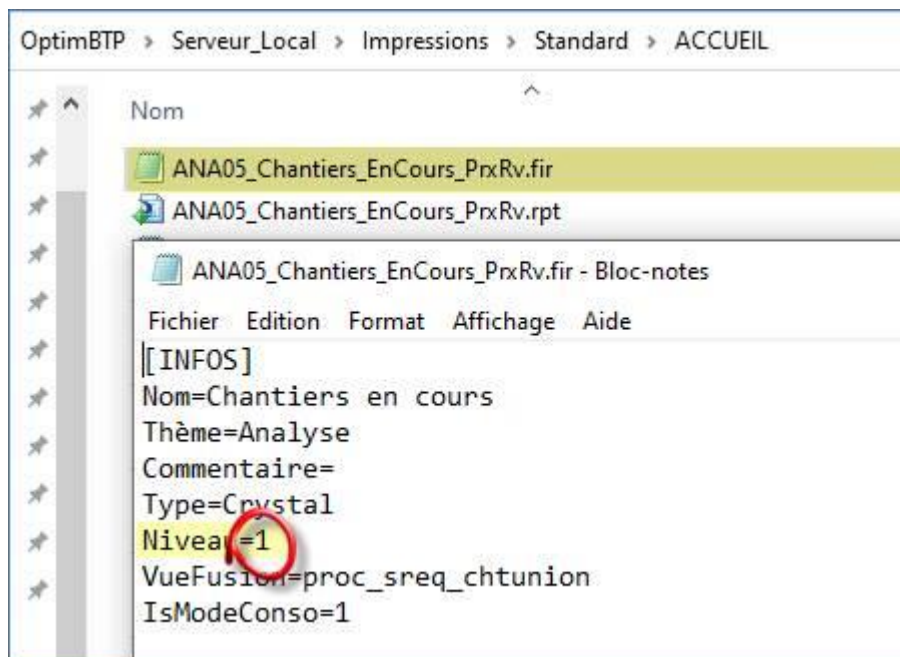 OptimBTP > Serveur_Local > Impressions > Standard > ACCUEIL
Nom
ANA05_Chantiers_EnCours_PrxRv.fir
ANA05_Chantiers_EnCours_PrxRv.rpt
ANA05_Chantiers_EnCours_PrxRv.fir - Bloc-notes
Fichier Edition Format Affichage Aide
[INFOS]
Nom=Chantiers en cours
Thème=Analyse
Commentaire=
Type=Crystal
Niveau=1
VueFusion=proc_sreq_chtunion
IsModeConso=1